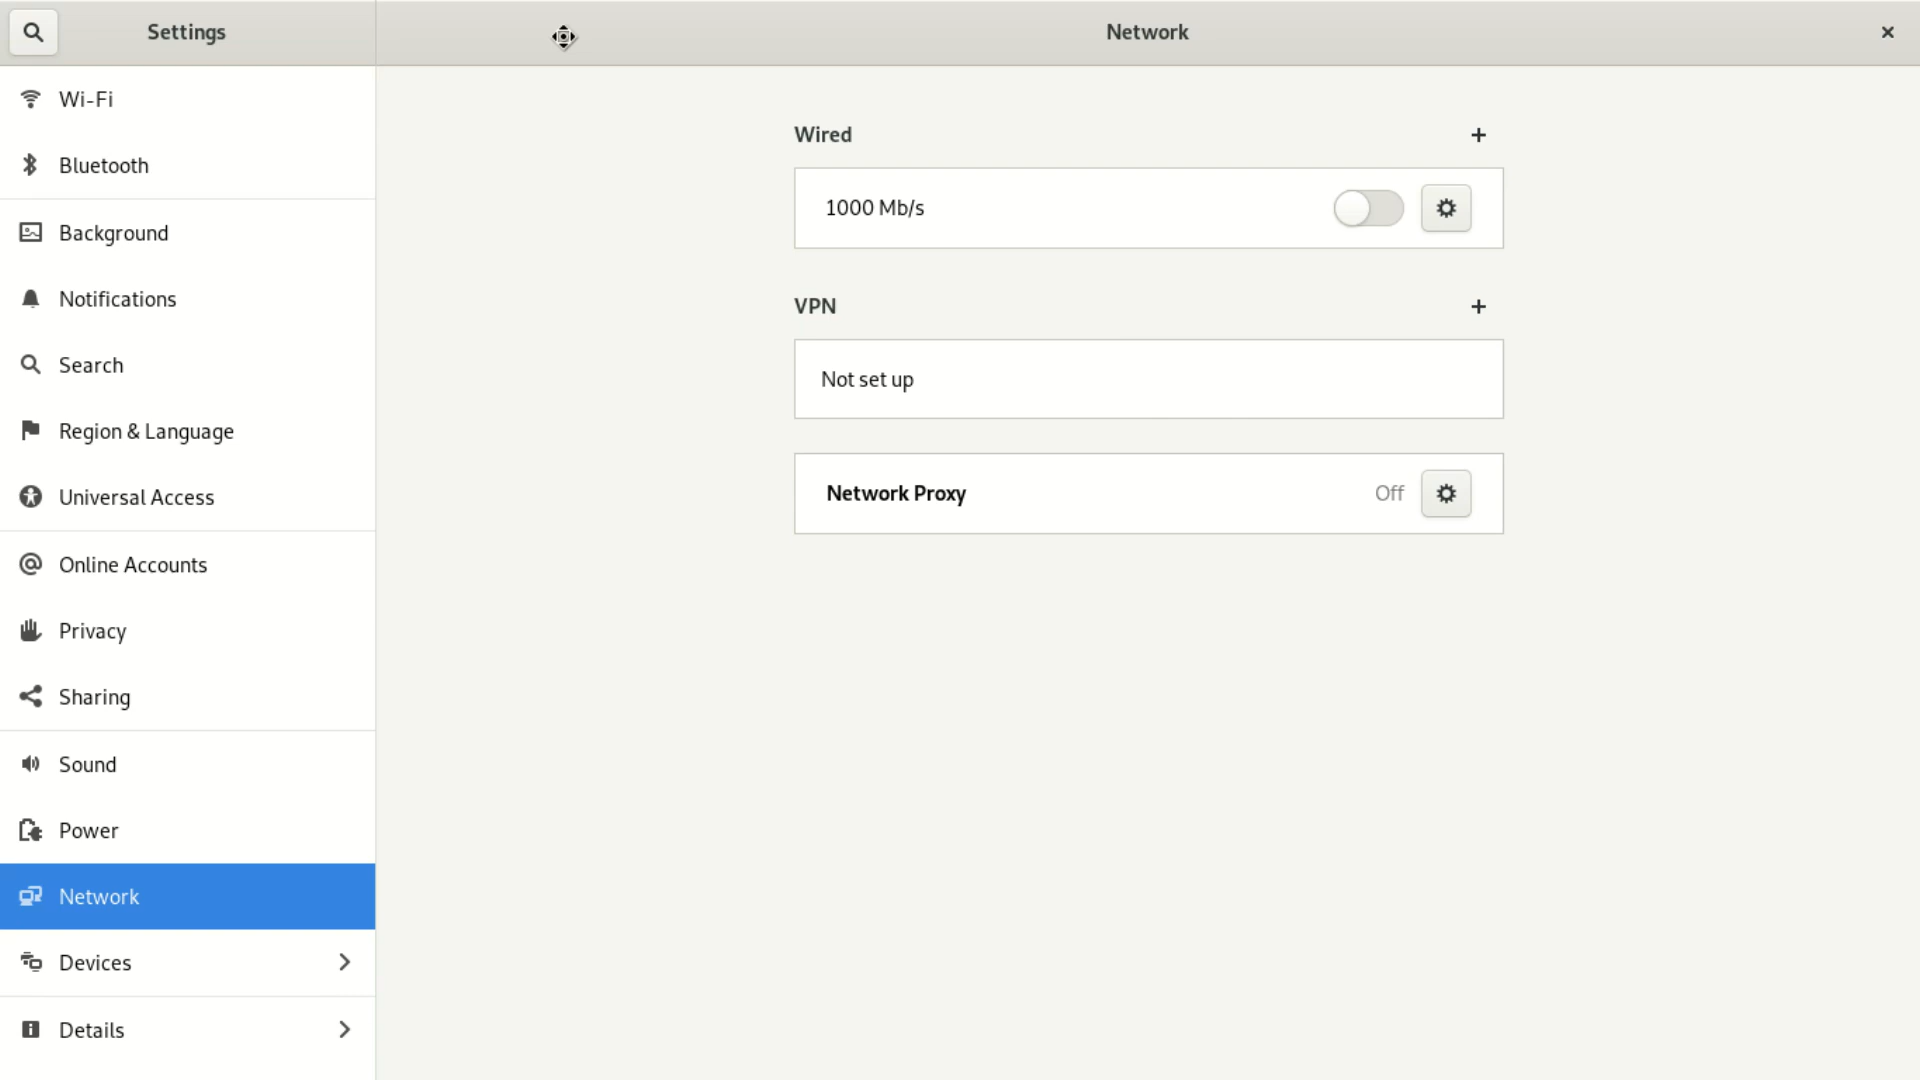 Settings
Network
Wi-Fi
Bluetooth
Background
Notifications
Search
Region & Language
Universal Access
Online Accounts
Privacy
Sharing
Sound
Power
Network
Devices
Details
Wired
1000 Mb/s
VPN
Not set up
Network Proxy Off